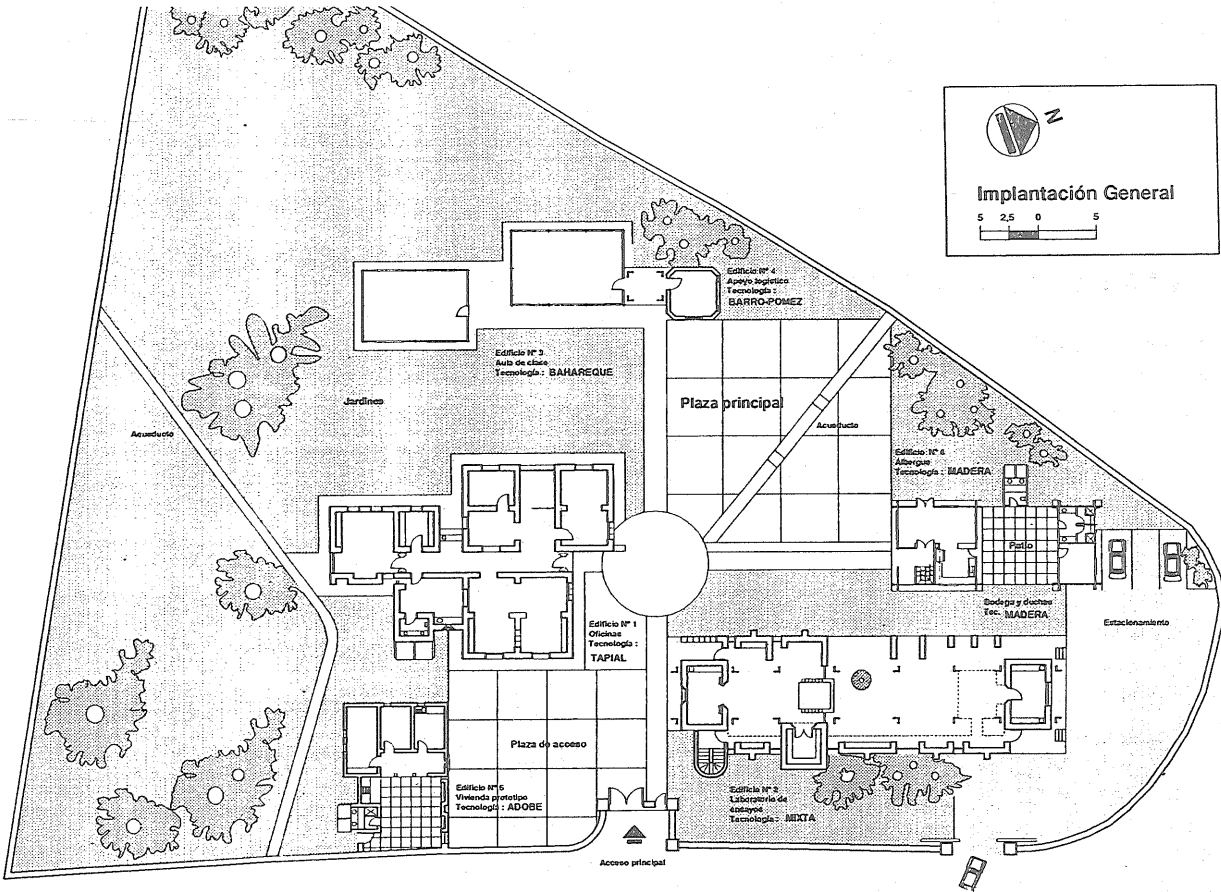 N
Implantación General
5 2,5 0 5
Edificio Nº 4
Apoyo logístico
Tecnología :
BARRO-POMEZ
Edificio Nº 3
Aula de clase
Tecnología : BAHAREQUE
Jardines
Plaza principal
Acueducto
Acueducto
Edificio Nº 6
Albergue
Tecnología : MADERA
Patio
Bodega y duchas
Tec. MADERA
Estacionamiento
Edificio Nº 1
Oficinas
Tecnología :
TAPIAL
Plaza de acceso
Edificio Nº 5
Vivienda prototipo
Tecnología : ADOBE
Edificio Nº 2
Laboratorio de
ensayos
Tecnología : MIXTA
Acceso principal